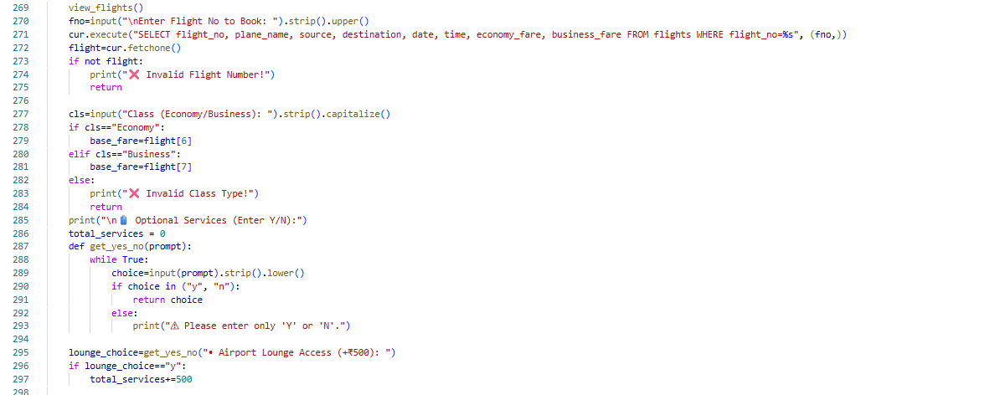 269 view_flights()
270 fno=input("\nEnter Flight No to Book: ").strip().upper()
271 cur.execute("SELECT flight_no, plane_name, source, destination, date, time, economy_fare, business_fare FROM flights WHERE flight_no=%s", (fno,))
272 flight=cur.fetchone()
273 if not flight:
274     print("❌ Invalid Flight Number!")
275     return
276
277 cls=input("Class (Economy/Business): ").strip().capitalize()
278 if cls=="Economy":
279     base_fare=flight[6]
280 elif cls=="Business":
281     base_fare=flight[7]
282 else:
283     print("❌ Invalid Class Type!")
284     return
285 print("\n🧳 Optional Services (Enter Y/N):")
286 total_services = 0
287 def get_yes_no(prompt):
288     while True:
289         choice=input(prompt).strip().lower()
290         if choice in ("y", "n"):
291             return choice
292         else:
293             print("⚠ Please enter only 'Y' or 'N'.")
294
295 lounge_choice=get_yes_no("• Airport Lounge Access (+₹500): ")
296 if lounge_choice=="y":
297     total_services+=500
298